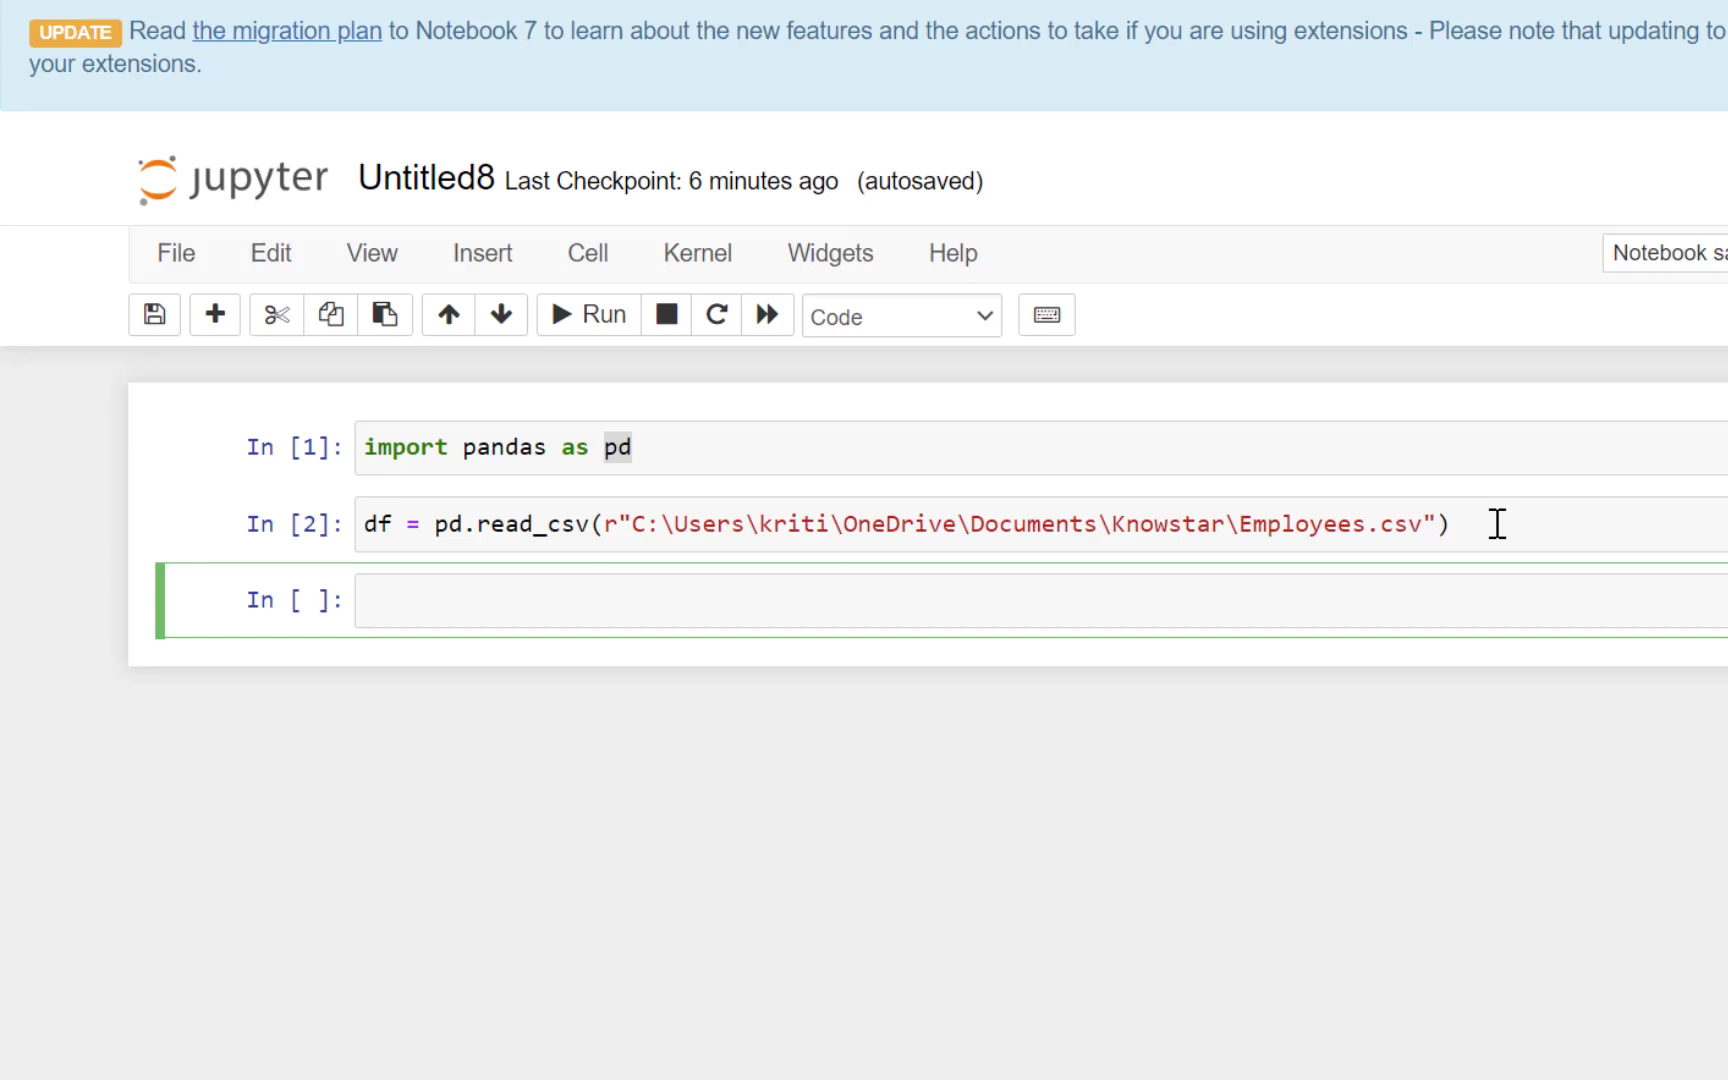 UPDATE Read the migration plan to Notebook 7 to learn about the new features and the actions to take if you are using extensions - Please note that updating to
your extensions.
jupyter Untitled8 Last Checkpoint: 6 minutes ago (autosaved)
File Edit View Insert Cell Kernel Widgets Help Notebook sa
Run Code
In [1]: import pandas as pd
In [2]: df = pd.read_csv(r"C:\Users\kriti\OneDrive\Documents\Knowstar\Employees.csv")
In [ ]: